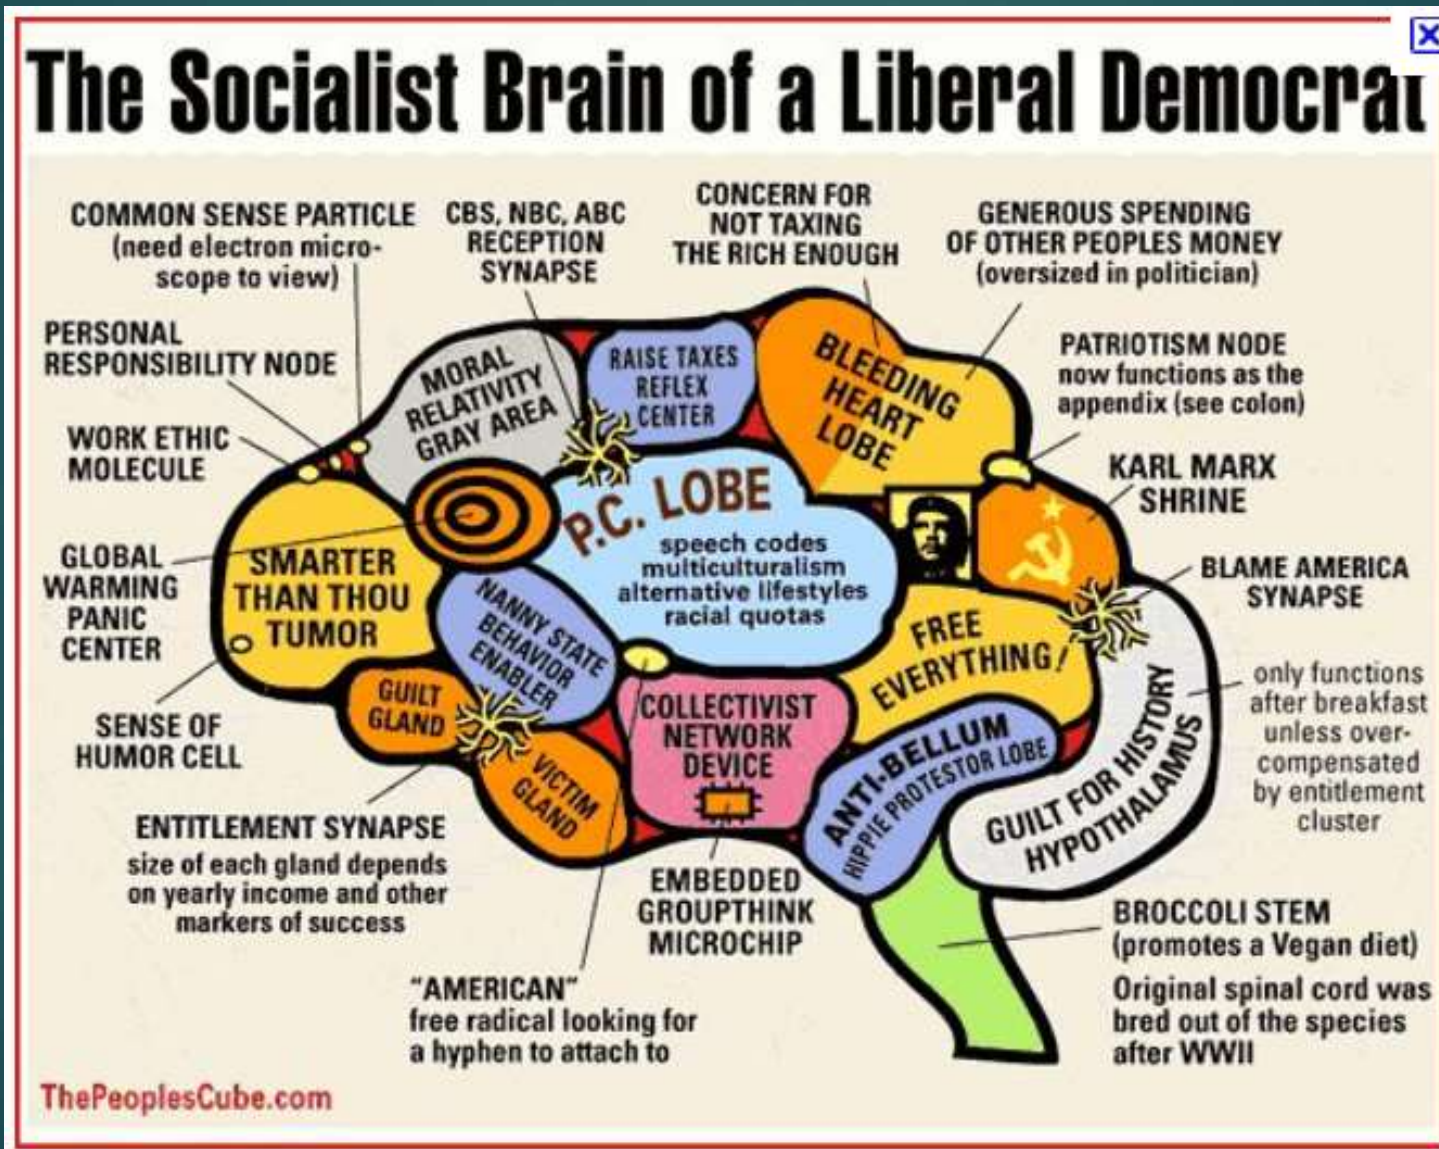 The Socialist Brain of a Liberal Democrat
COMMON SENSE PARTICLE
(need electron micro-
scope to view)
CBS, NBC, ABC
RECEPTION
SYNAPSE
CONCERN FOR
NOT TAXING
THE RICH ENOUGH
GENEROUS SPENDING
OF OTHER PEOPLES MONEY
(oversized in politician)
PERSONAL
RESPONSIBILITY NODE
WORK ETHIC
MOLECULE
MORAL
RELATIVITY
GRAY AREA
RAISE TAXES
REFLEX
CENTER
BLEEDING
HEART
LOBE
PATRIOTISM NODE
now functions as the
appendix (see colon)
KARL MARX
SHRINE
P.C. LOBE
speech codes
multiculturalism
alternative lifestyles
racial quotas
GLOBAL
WARMING
PANIC
CENTER
SMARTER
THAN THOU
TUMOR
NANNY STATE
BEHAVIOR
ENABLER
FREE
EVERYTHING!
BLAME AMERICA
SYNAPSE
SENSE OF
HUMOR CELL
GUILT
GLAND
VICTIM
GLAND
COLLECTIVIST
NETWORK
DEVICE
ANTI-BELLUM
HIPPIE PROTESTOR LOBE
GUILT FOR HISTORY
HYPOTHALAMUS
only functions
after breakfast
unless over-
compensated
by entitlement
cluster
ENTITLEMENT SYNAPSE
size of each gland depends
on yearly income and other
markers of success
EMBEDDED
GROUPTHINK
MICROCHIP
"AMERICAN"
free radical looking for
a hyphen to attach to
BROCCOLI STEM
(promotes a Vegan diet)
Original spinal cord was
bred out of the species
after WWII
ThePeoplesCube.com